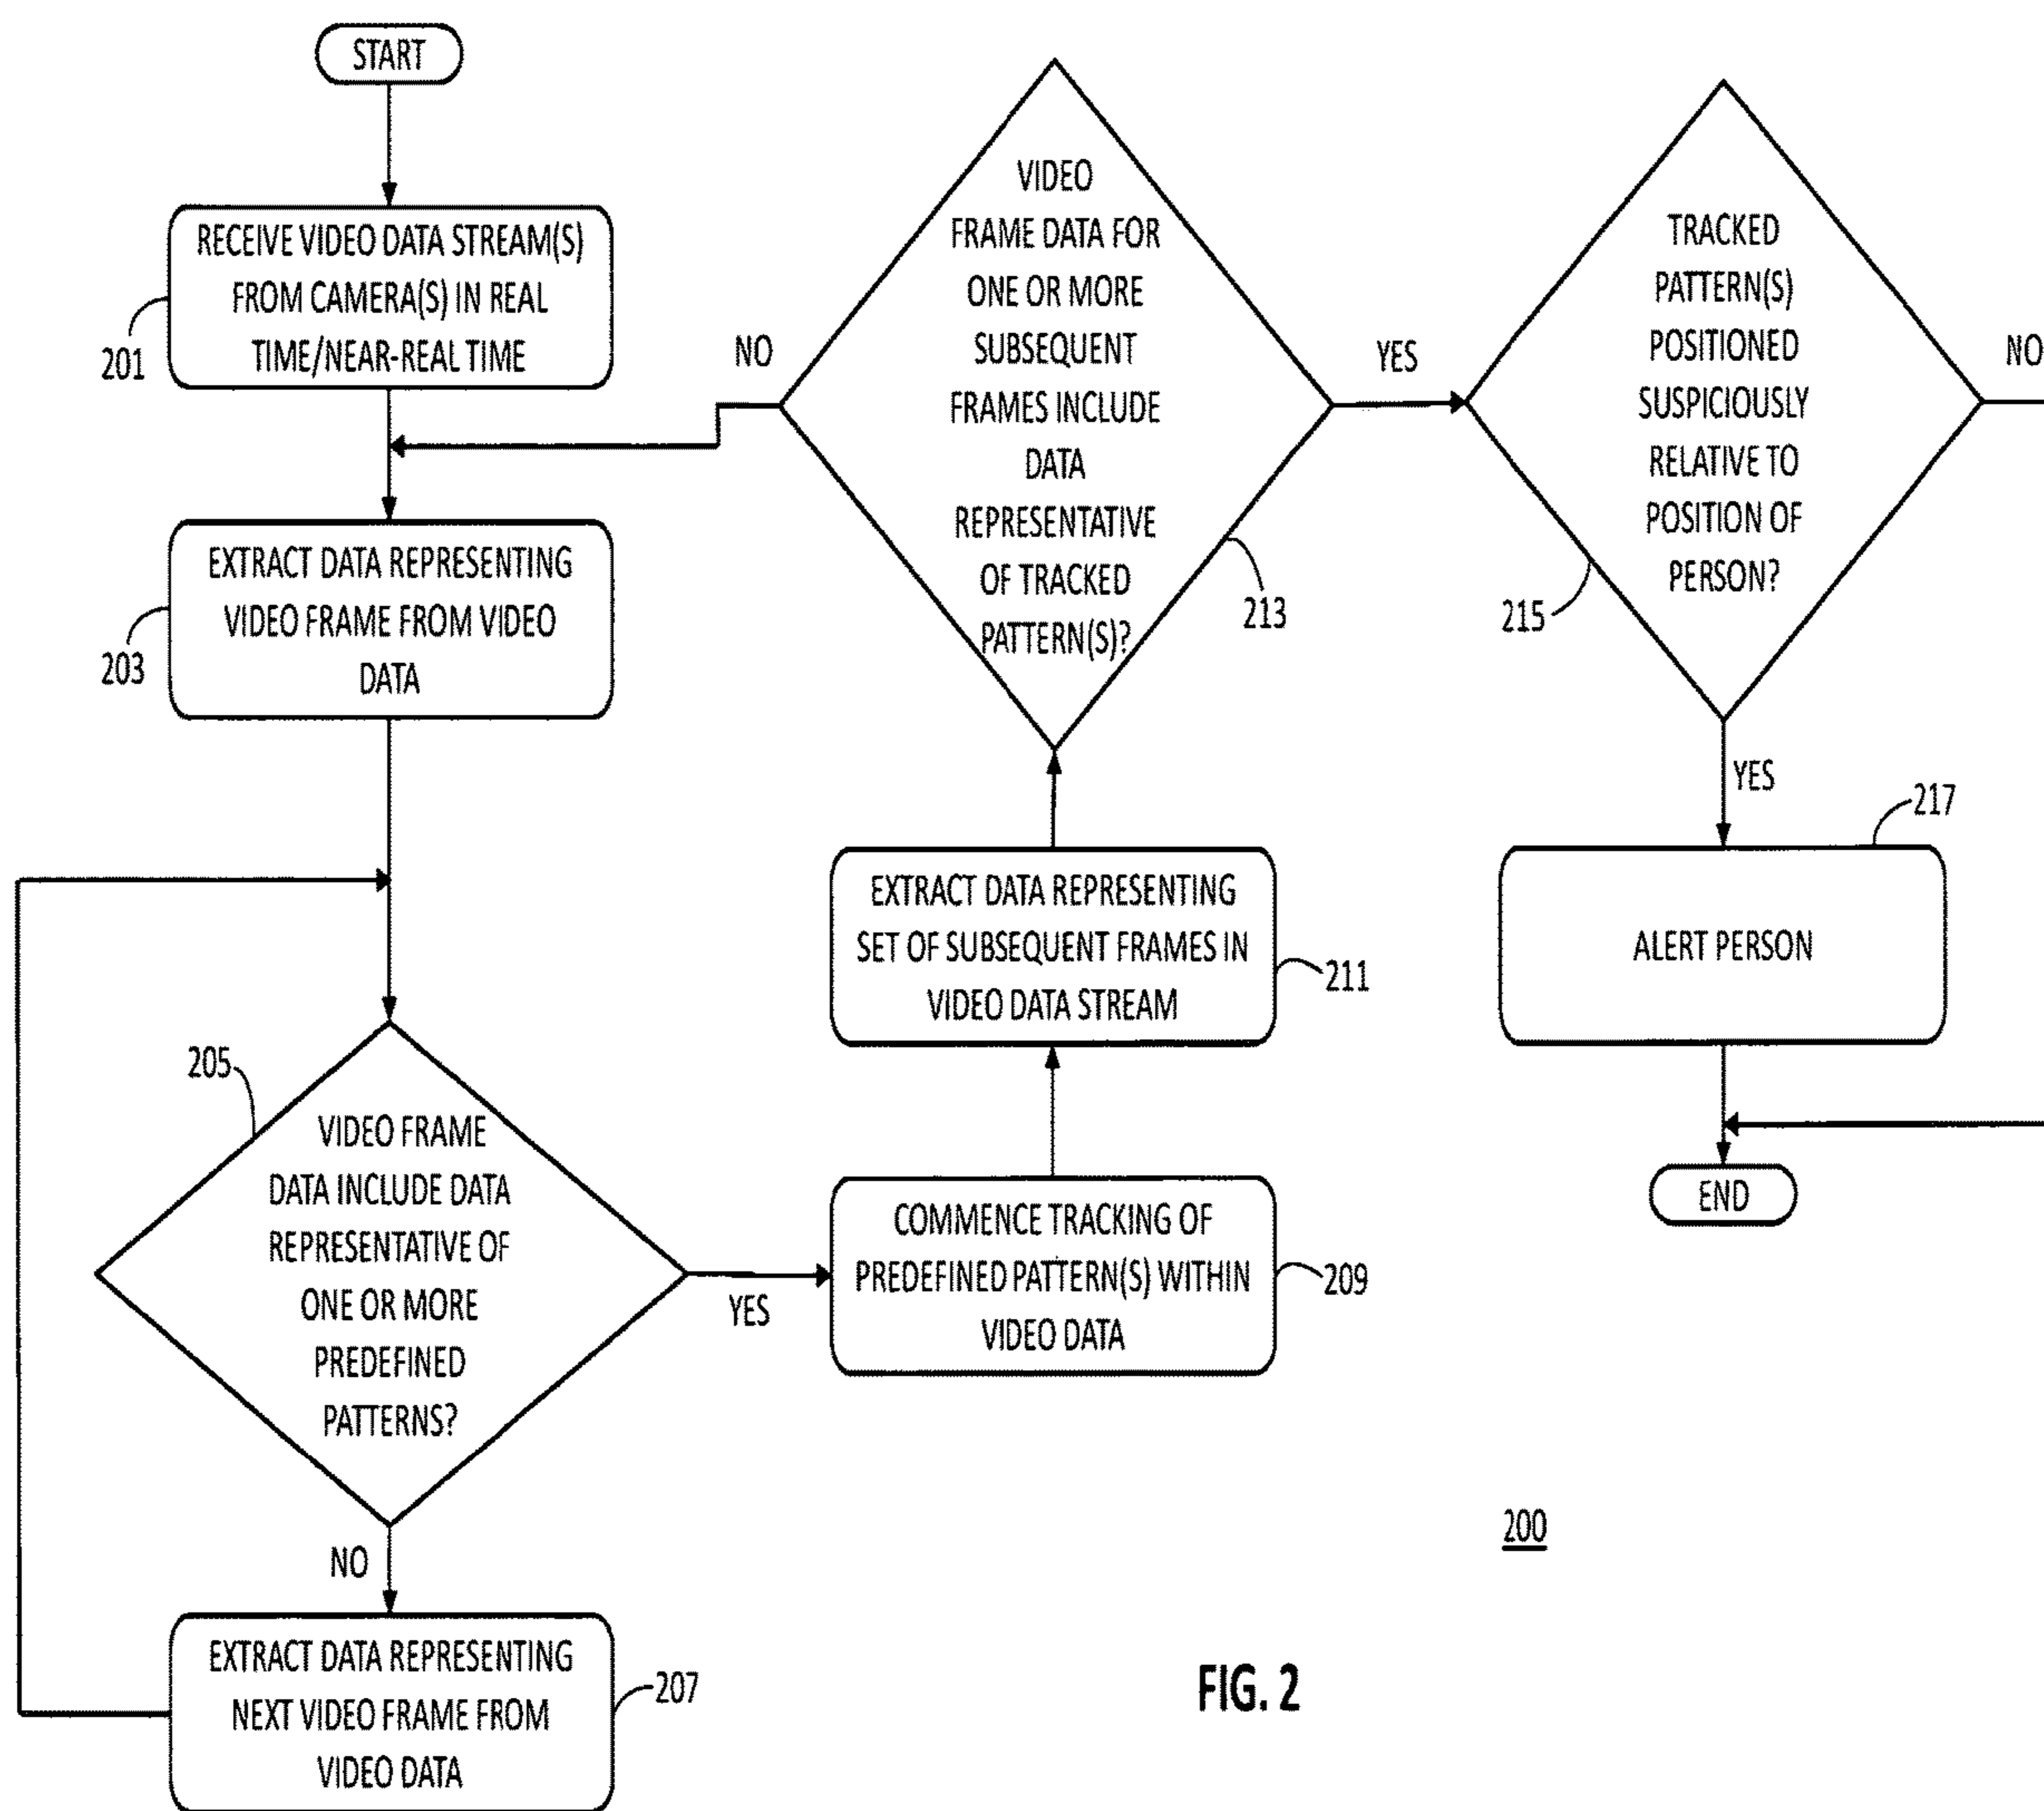 START
RECEIVE VIDEO DATA STREAM(S)
FROM CAMERA(S) IN REAL
TIME/NEAR-REAL TIME
201
EXTRACT DATA REPRESENTING
VIDEO FRAME FROM VIDEO
DATA
203
205
VIDEO FRAME
DATA INCLUDE DATA
REPRESENTATIVE OF
ONE OR MORE
PREDEFINED
PATTERNS?
NO
YES
EXTRACT DATA REPRESENTING
NEXT VIDEO FRAME FROM
VIDEO DATA
207
COMMENCE TRACKING OF
PREDEFINED PATTERN(S) WITHIN
VIDEO DATA
209
EXTRACT DATA REPRESENTING
SET OF SUBSEQUENT FRAMES IN
VIDEO DATA STREAM
211
VIDEO
FRAME DATA FOR
ONE OR MORE
SUBSEQUENT
FRAMES INCLUDE
DATA
REPRESENTATIVE
OF TRACKED
PATTERN(S)?
213
NO
YES
TRACKED
PATTERN(S)
POSITIONED
SUSPICIOUSLY
RELATIVE TO
POSITION OF
PERSON?
215
NO
YES
217
ALERT PERSON
END
200
FIG. 2